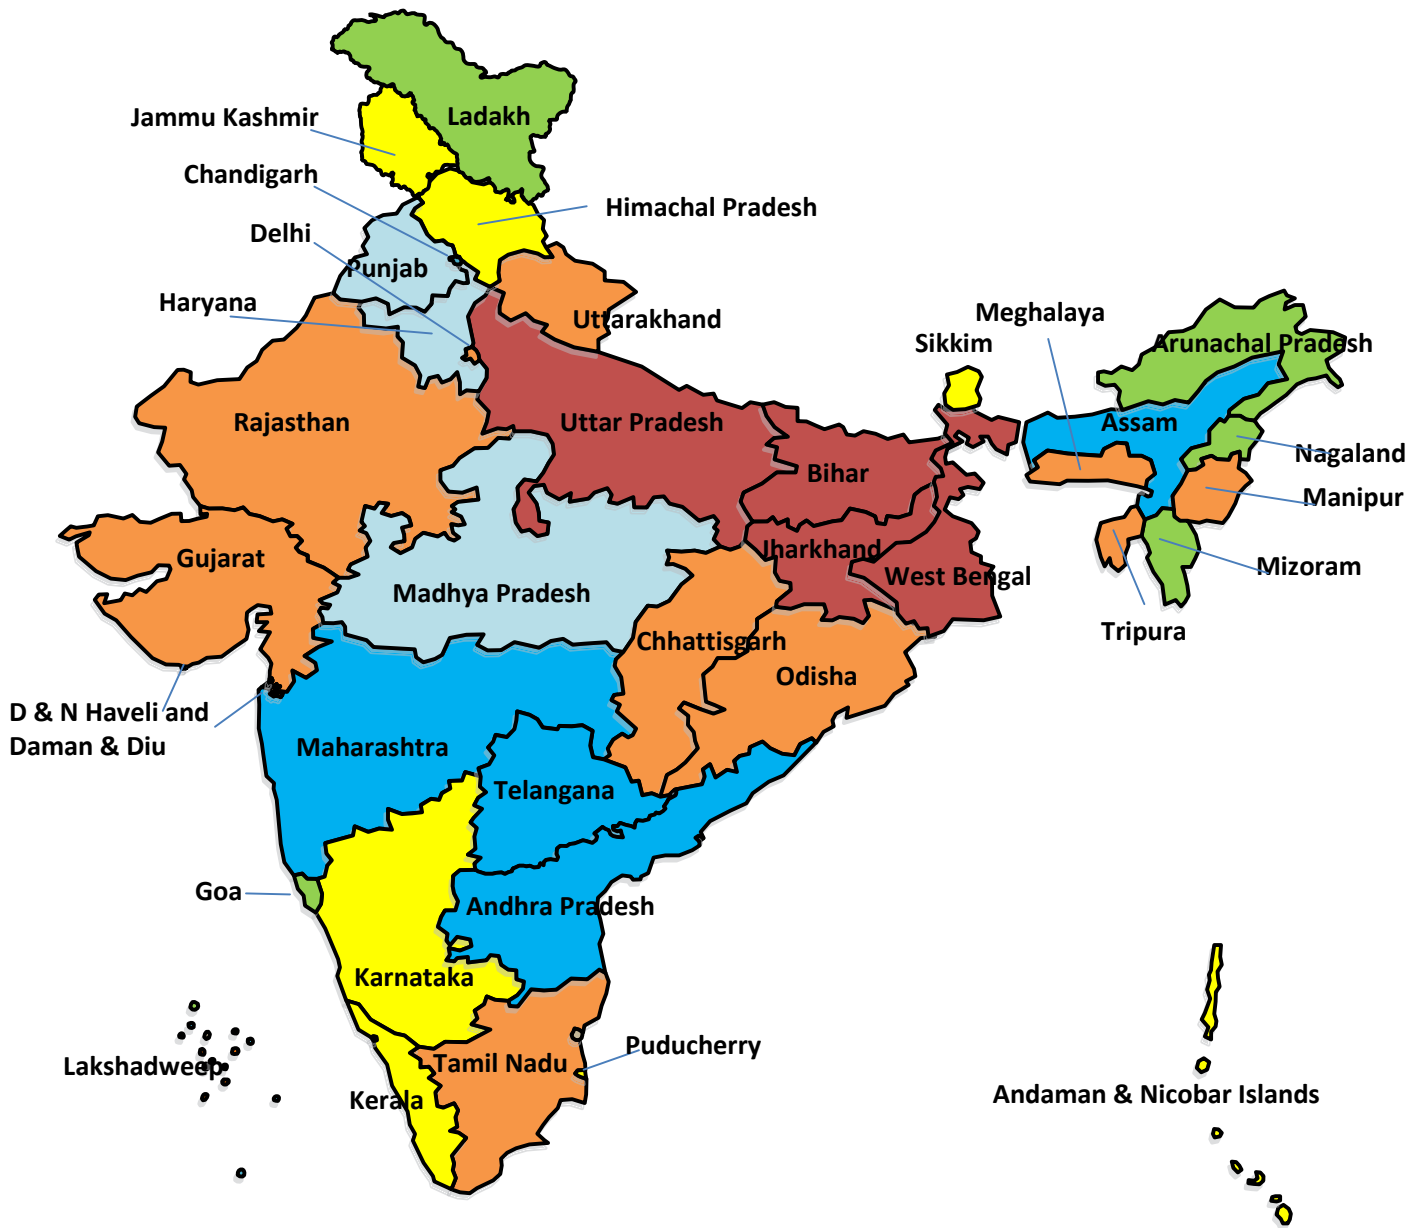 Ladakh
Jammu Kashmir
Chandigarh
Himachal Pradesh
Delhi
Punjab
Haryana
Uttarakhand
Meghalaya
Sikkim
Arunachal Pradesh
Rajasthan
Uttar Pradesh
Assam
Nagaland
Bihar
Manipur
Gujarat
Jharkhand
Mizoram
West Bengal
Madhya Pradesh
Tripura
Chhattisgarh
Odisha
D & N Haveli and
Daman & Diu
Maharashtra
Telangana
Goa
Andhra Pradesh
Karnataka
Puducherry
Lakshadweep
Tamil Nadu
Kerala
Andaman & Nicobar Islands